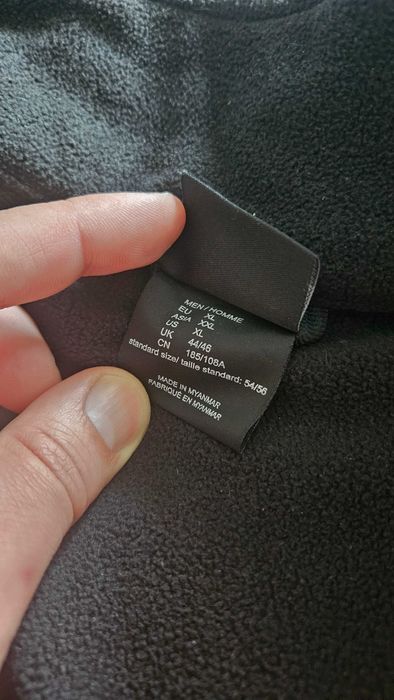 MEN / HOMME
EU XL
ASIA XXL
US XL
UK 44/46
CN 185/108A
standard size/ taille standard: 54/56
MADE IN MYANMAR
FABRIQUÉ EN MYANMAR